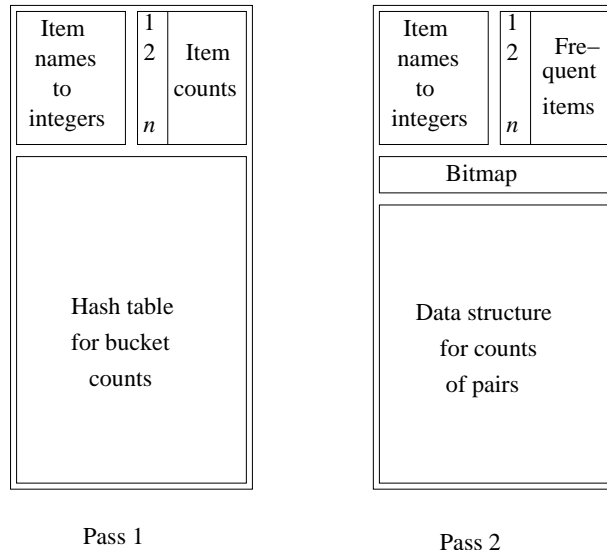 Item
names
to
integers
1
2
n
Item
counts
Hash table
for bucket
counts
Pass 1
Item
names
to
integers
1
2
n
Fre–
quent
items
Bitmap
Data structure
for counts
of pairs
Pass 2